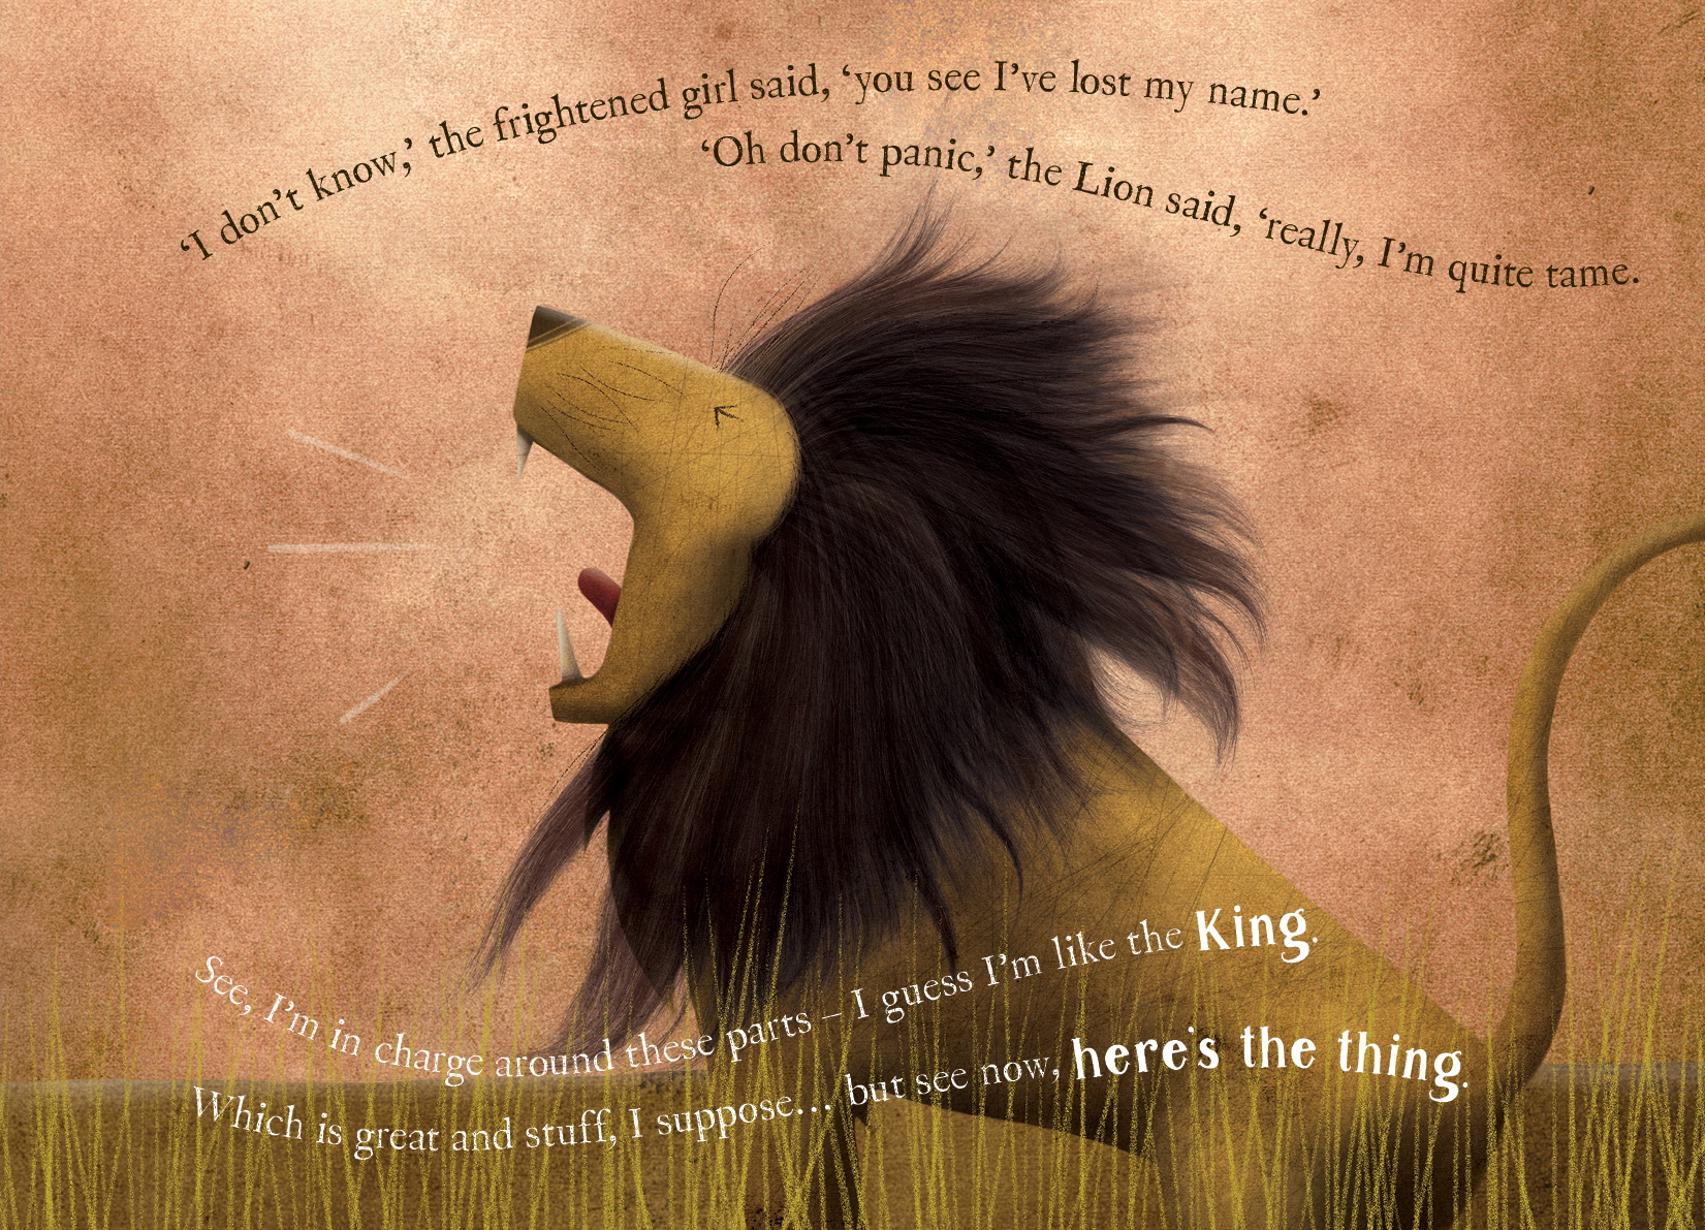 ‘I don’t know,’ the frightened girl said, ‘you see I’ve lost my name.’
‘Oh don’t panic,’ the Lion said, ‘really, I’m quite tame.
See, I’m in charge around these parts – I guess I’m like the King.
Which is great and stuff, I suppose... but see now, here’s the thing.